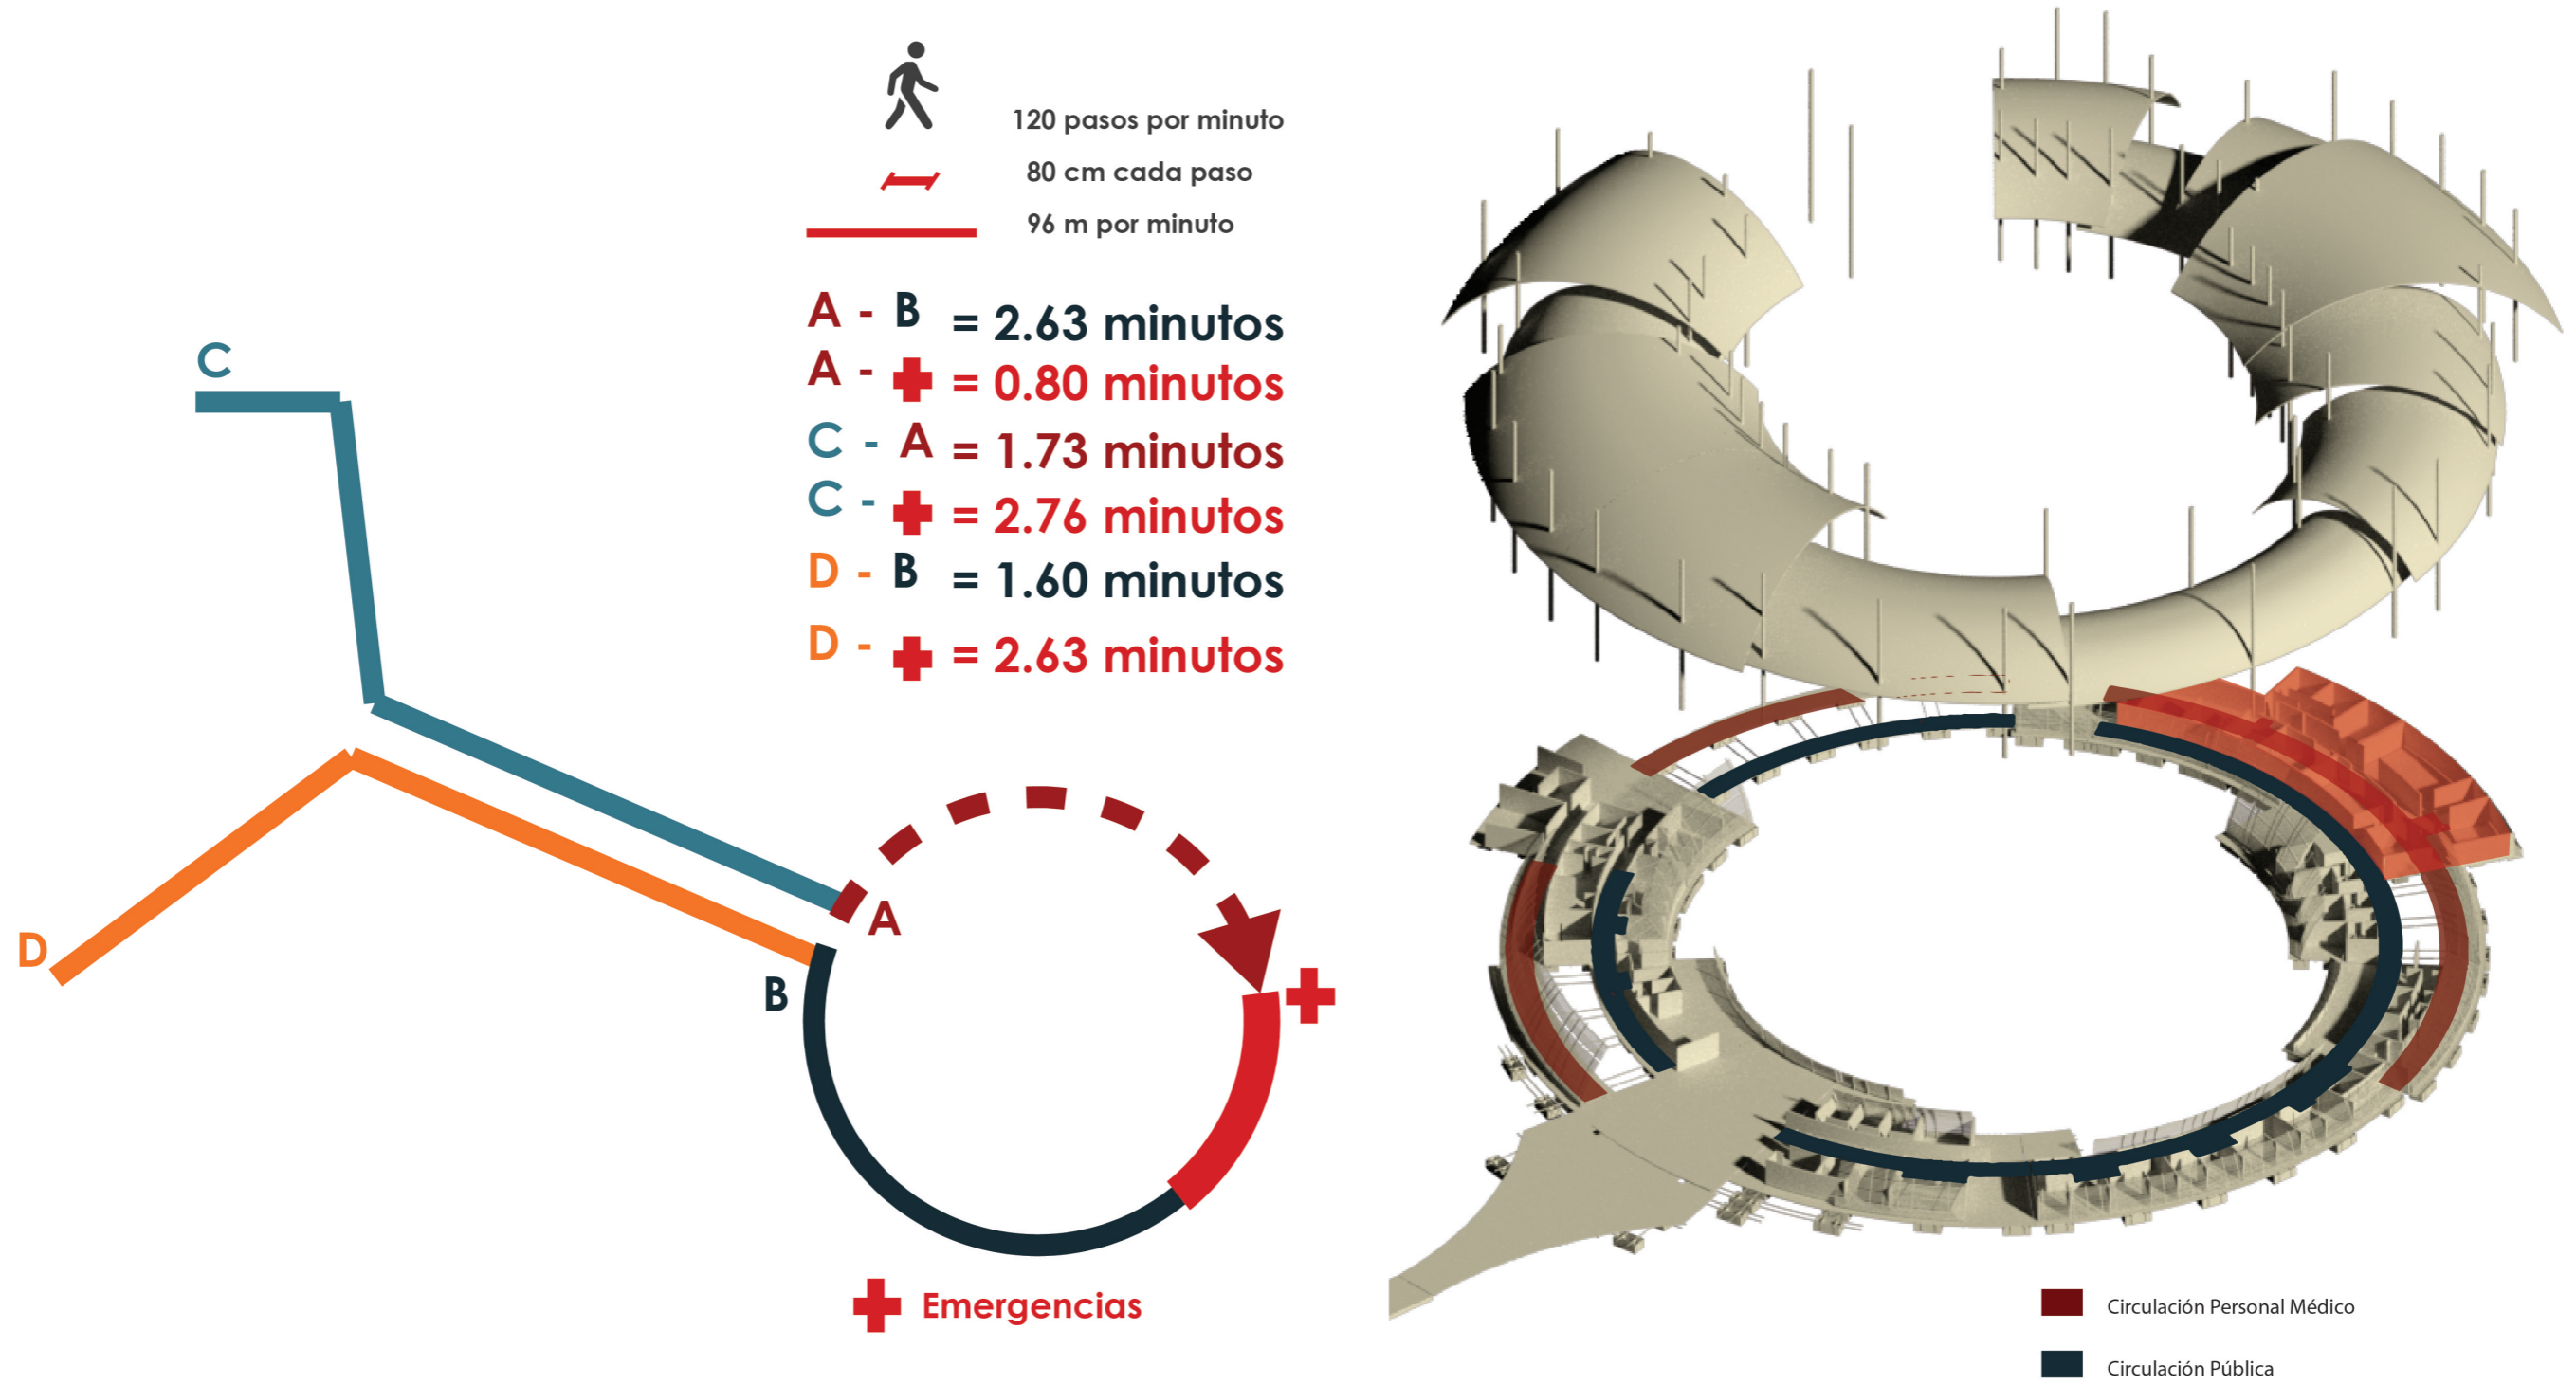 120 pasos por minuto
80 cm cada paso
96 m por minuto
A - B = 2.63 minutos
A - = 0.80 minutos
C - A = 1.73 minutos
C - = 2.76 minutos
D - B = 1.60 minutos
D - = 2.63 minutos
C
A
D
B
Emergencias
Circulación Personal Médico
Circulación Pública